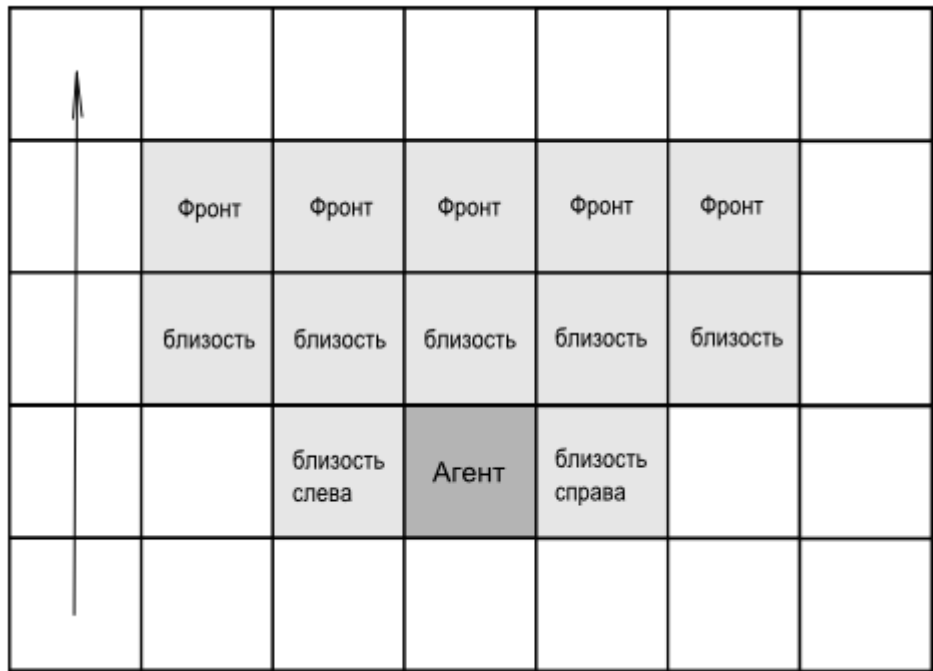 Фронт Фронт Фронт Фронт Фронт
близость близость близость близость близость
близость
слева
Агент
близость
справа